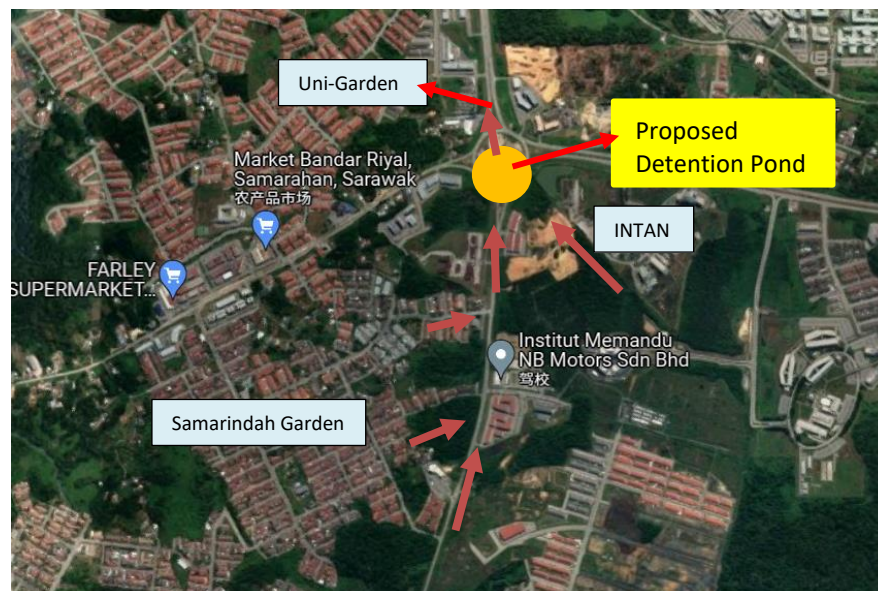 Uni-Garden
Proposed
Detention Pond
Market Bandar Riyal,
Samarahan, Sarawak
农产品市场
INTAN
FARLEY
SUPERMARKET...
Institut Memandu
NB Motors Sdn Bhd
驾校
Samarindah Garden